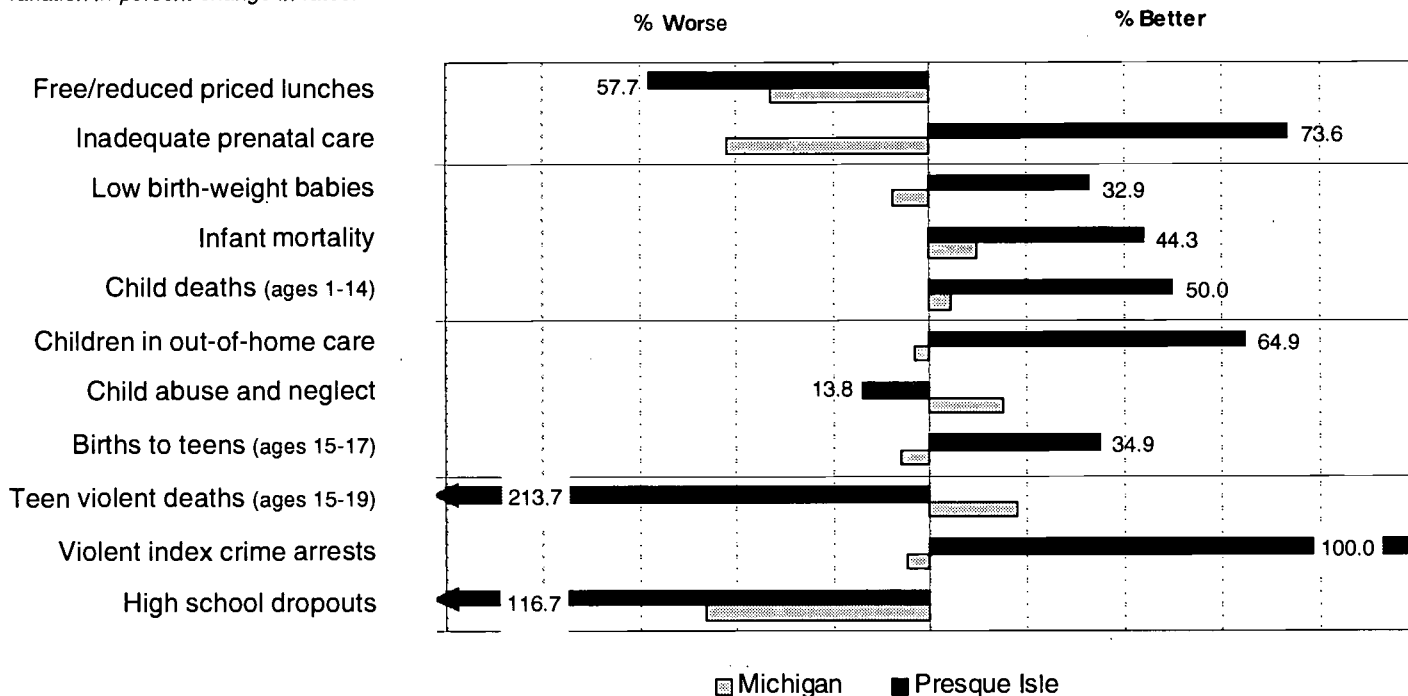 % Worse % Better
Free/reduced priced lunches 57.7
Inadequate prenatal care 73.6
Low birth-weight babies 32.9
Infant mortality 44.3
Child deaths (ages 1-14) 50.0
Children in out-of-home care 64.9
Child abuse and neglect 13.8
Births to teens (ages 15-17) 34.9
Teen violent deaths (ages 15-19) 213.7
Violent index crime arrests 100.0
High school dropouts 116.7
Michigan Presque Isle